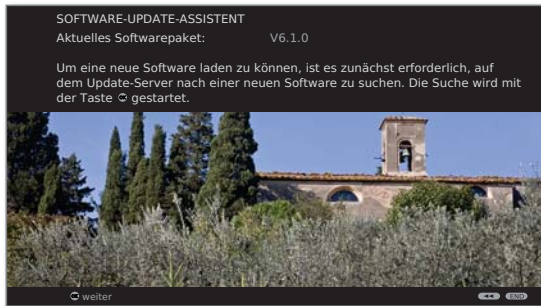 SOFTWARE-UPDATE-ASSISTENT
Aktuelles Softwarepaket: V6.1.0
Um eine neue Software laden zu können, ist es zunächst erforderlich, auf
dem Update-Server nach einer neuen Software zu suchen. Die Suche wird mit
der Taste gestartet.
weiter END